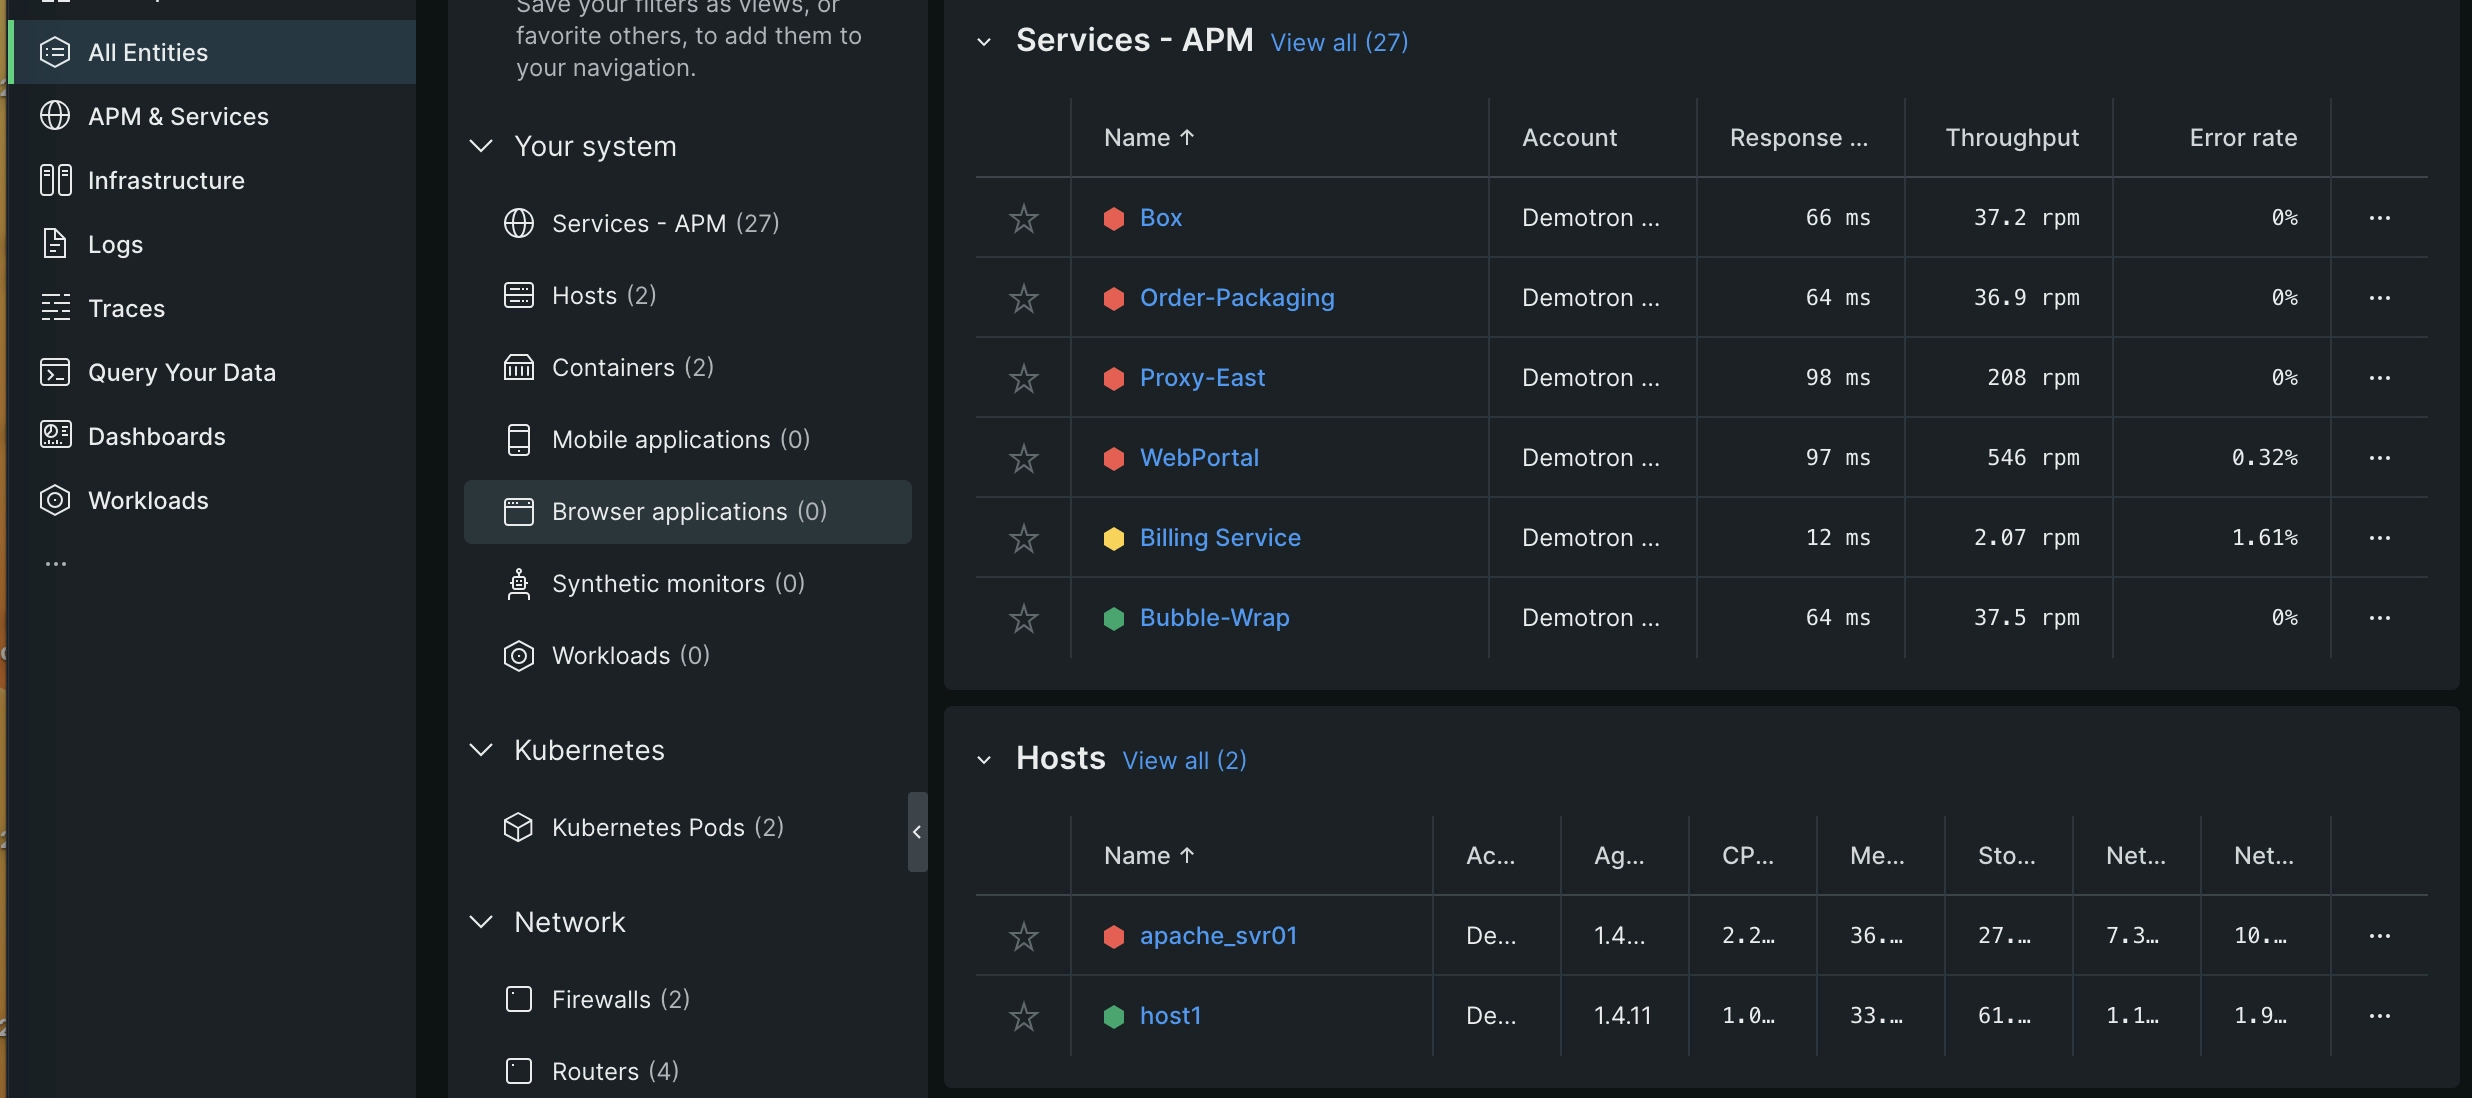 All Entities
APM & Services
Infrastructure
Logs
Traces
Query Your Data
Dashboards
Workloads
...
Save your filters as views, or
favorite others, to add them to
your navigation.
Your system
Services - APM (27)
Hosts (2)
Containers (2)
Mobile applications (0)
Browser applications (0)
Synthetic monitors (0)
Workloads (0)
Kubernetes
Kubernetes Pods (2)
Network
Firewalls (2)
Routers (4)
Services - APM View all (27)
Name ↑ Account Response ... Throughput Error rate
Box Demotron ... 66 ms 37.2 rpm 0% ...
Order-Packaging Demotron ... 64 ms 36.9 rpm 0% ...
Proxy-East Demotron ... 98 ms 208 rpm 0% ...
WebPortal Demotron ... 97 ms 546 rpm 0.32% ...
Billing Service Demotron ... 12 ms 2.07 rpm 1.61% ...
Bubble-Wrap Demotron ... 64 ms 37.5 rpm 0% ...
Hosts View all (2)
Name ↑ Ac... Ag... CP... Me... Sto... Net... Net...
apache_svr01 De... 1.4... 2.2... 36.... 27.... 7.3... 10.... ...
host1 De... 1.4.11 1.0... 33.... 61.... 1.1... 1.9... ...